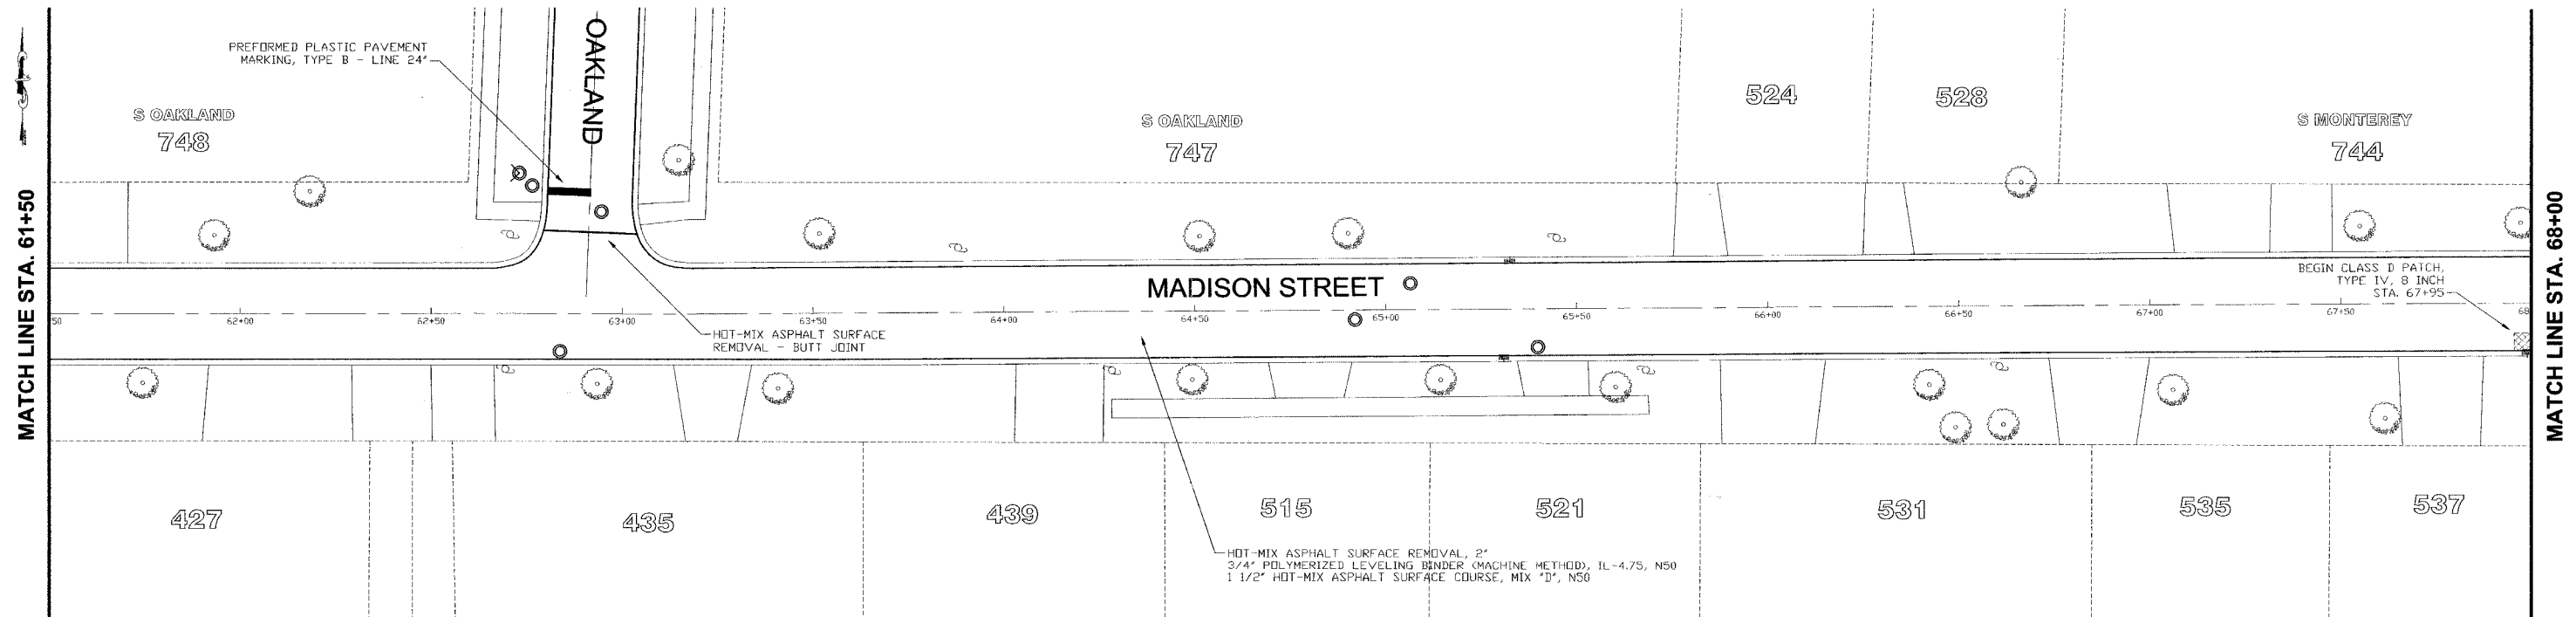 MATCH LINE STA. 61+50
PREFORMED PLASTIC PAVEMENT
MARKING, TYPE B - LINE 24"
OAKLAND
S OAKLAND
748
S OAKLAND
747
524
528
S MONTEREY
744
MADISON STREET
BEGIN CLASS D PATCH,
TYPE IV, 8 INCH
STA. 67+95
50
62+00
62+50
63+00
63+50
64+00
64+50
65+00
65+50
66+00
66+50
67+00
67+50
68
HOT-MIX ASPHALT SURFACE
REMOVAL - BUTT JOINT
427
435
439
515
521
531
535
537
HOT-MIX ASPHALT SURFACE REMOVAL, 2"
3/4" POLYMERIZED LEVELING BINDER (MACHINE METHOD), IL-4.75, N50
1 1/2" HOT-MIX ASPHALT SURFACE COURSE, MIX "D", N50
MATCH LINE STA. 68+00